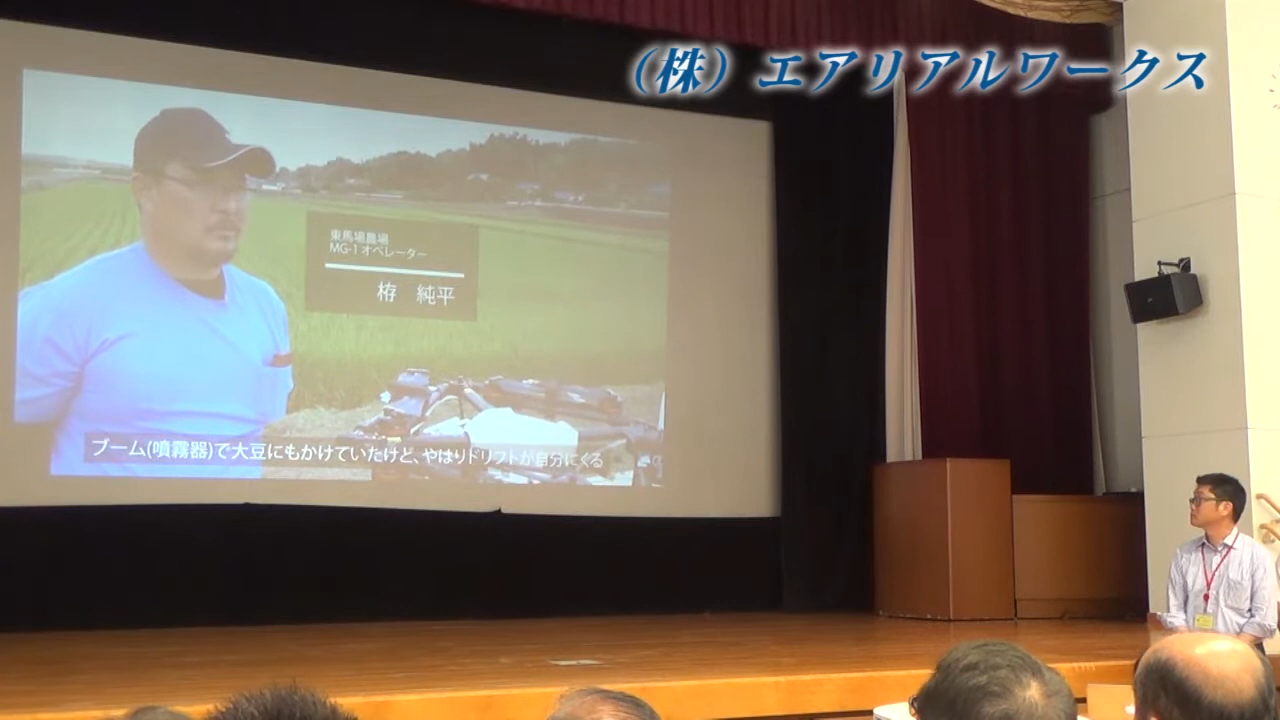 (株)エアリアルワークス
東馬場農場
MG-1 オペレーター
栫 純平
ブーム(噴霧器)で大豆にもかけていたけど、やはりドリフトが自分にくる